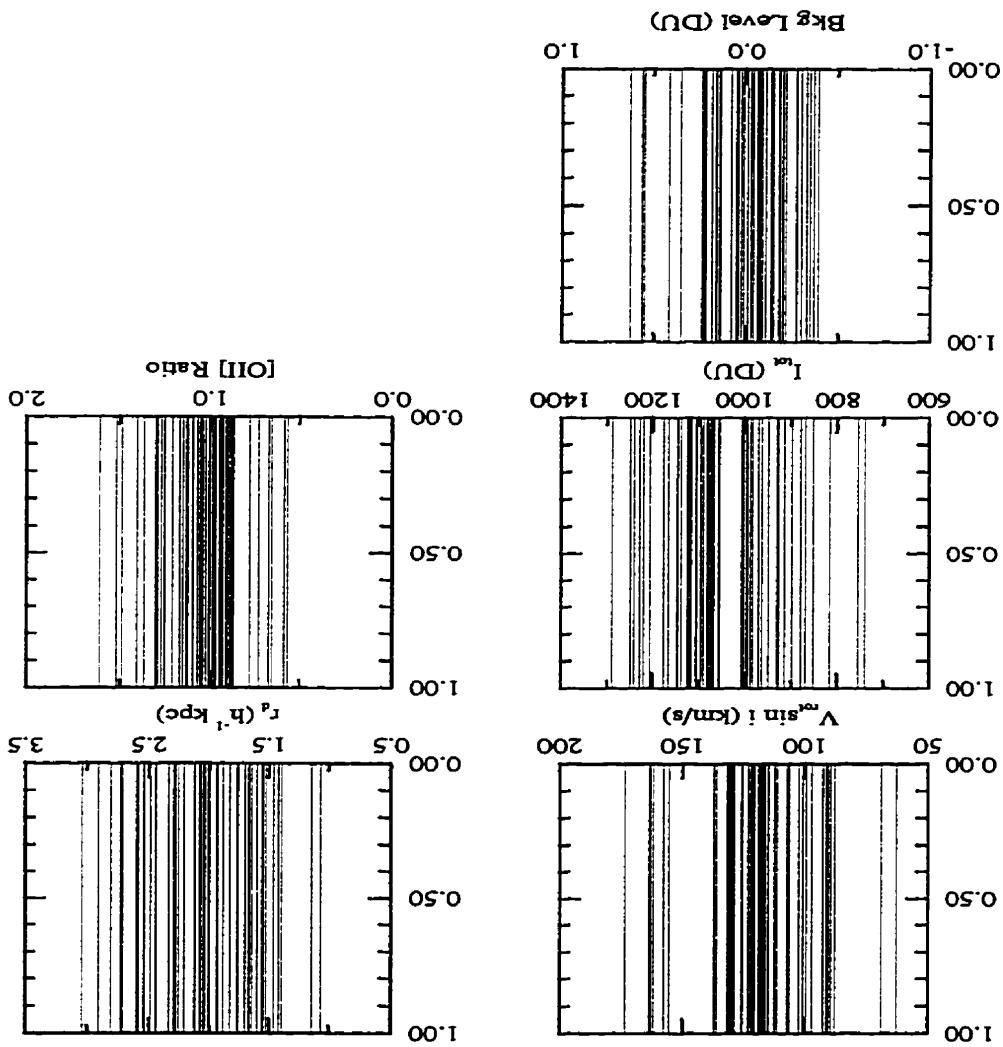 1.00
0.50
0.00
50 100 150 200
V_rot sin i (km/s)
1.00
0.50
0.00
0.5 1.5 2.5 3.5
r_d (h⁻¹ kpc)
1.00
0.50
0.00
600 800 1000 1200 1400
I_tot (DU)
1.00
0.50
0.00
0.0 1.0 2.0
[OII] Ratio
1.00
0.50
0.00
-1.0 0.0 1.0
Bkg Level (DU)